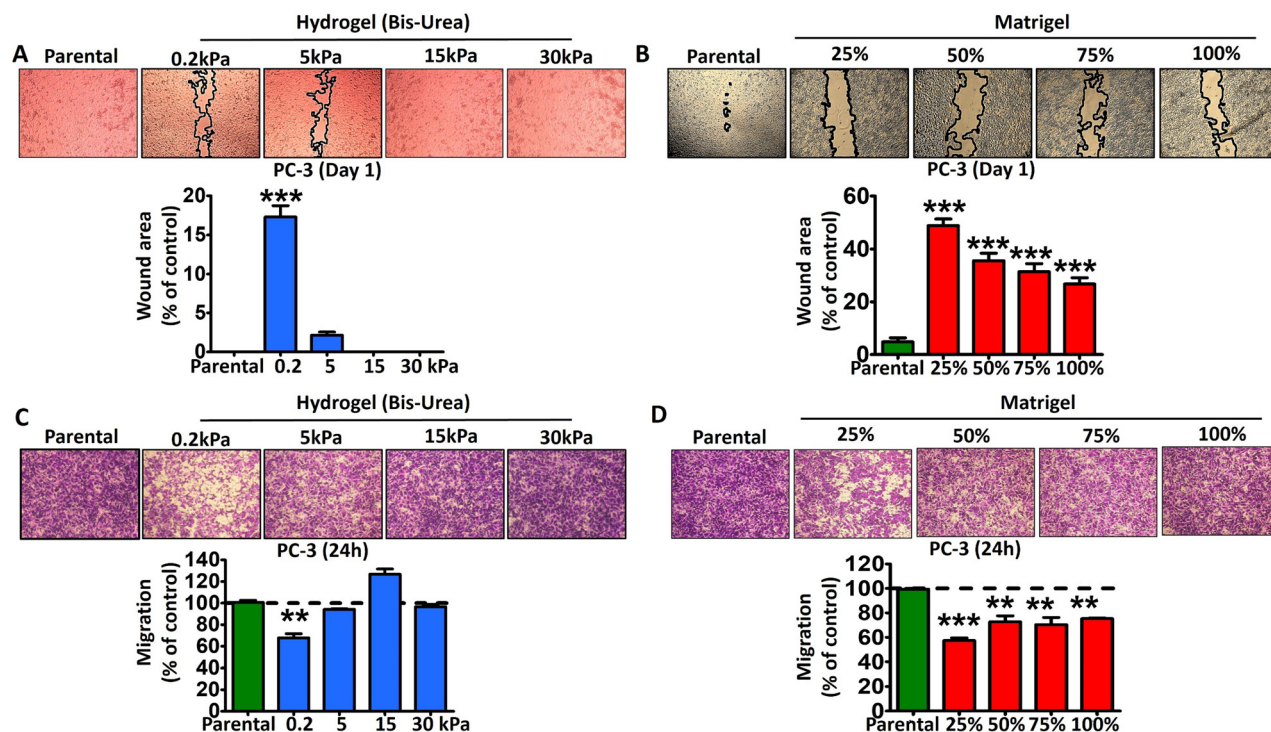 Hydrogel (Bis-Urea)
A
Parental
0.2kPa
5kPa
15kPa
30kPa
PC-3 (Day 1)
Wound area
(% of control)
20
15
10
5
0
***
Parental
0.2
5
15
30 kPa
Matrigel
B
Parental
25%
50%
75%
100%
PC-3 (Day 1)
Wound area
(% of control)
60
40
20
0
***
***
***
***
Parental
25%
50%
75%
100%
Hydrogel (Bis-Urea)
C
Parental
0.2kPa
5kPa
15kPa
30kPa
PC-3 (24h)
Migration
(% of control)
140
120
100
80
60
40
20
0
**
Parental
0.2
5
15
30 kPa
Matrigel
D
Parental
25%
50%
75%
100%
PC-3 (24h)
Migration
(% of control)
120
100
80
60
40
20
0
***
**
**
**
Parental
25%
50%
75%
100%